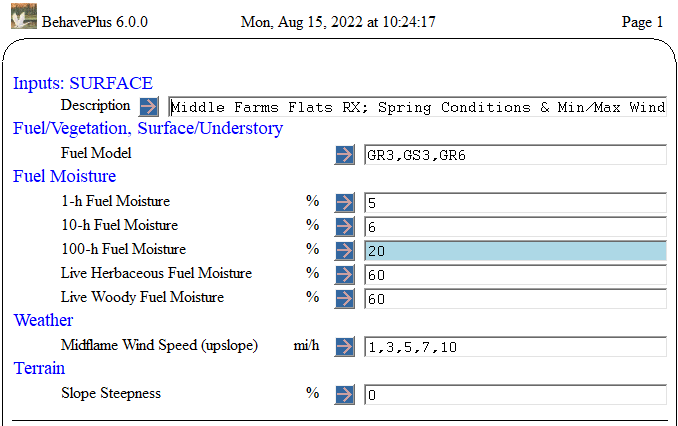 BehavePlus 6.0.0 Mon, Aug 15, 2022 at 10:24:17 Page 1
Inputs: SURFACE
Description Middle Farms Flats RX; Spring Conditions & Min/Max Wind
Fuel/Vegetation, Surface/Understory
Fuel Model GR3,GS3,GR6
Fuel Moisture
1-h Fuel Moisture % 5
10-h Fuel Moisture % 6
100-h Fuel Moisture % 20
Live Herbaceous Fuel Moisture % 60
Live Woody Fuel Moisture % 60
Weather
Midflame Wind Speed (upslope) mi/h 1,3,5,7,10
Terrain
Slope Steepness % 0